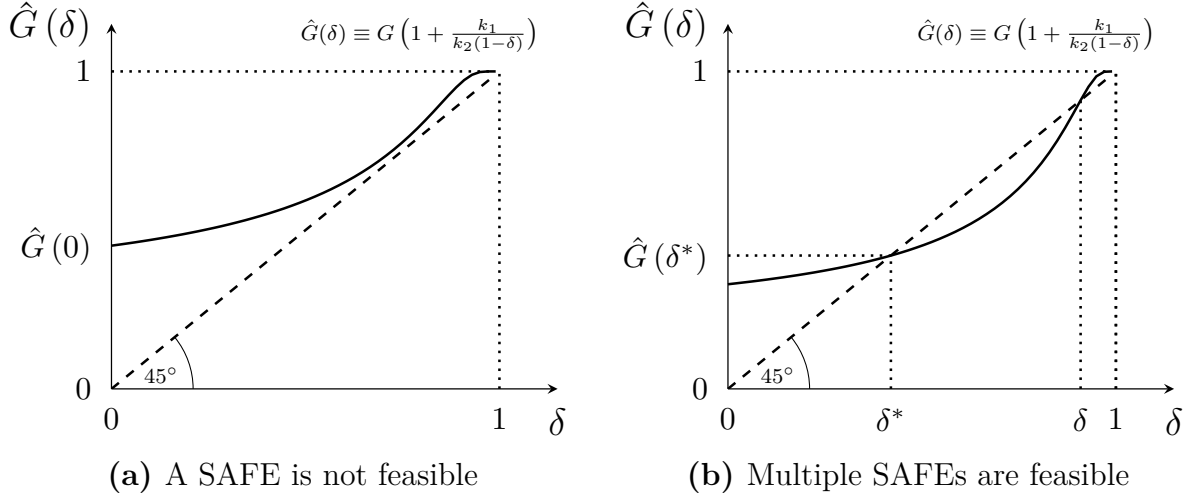 Ĝ(δ)
Ĝ(δ) ≡ G(1 + k₁/(k₂(1−δ)))
1
Ĝ(0)
0
45°
0
1
δ
(a) A SAFE is not feasible
Ĝ(δ)
Ĝ(δ) ≡ G(1 + k₁/(k₂(1−δ)))
1
Ĝ(δ*)
0
45°
0
δ*
δ
1
δ
(b) Multiple SAFEs are feasible